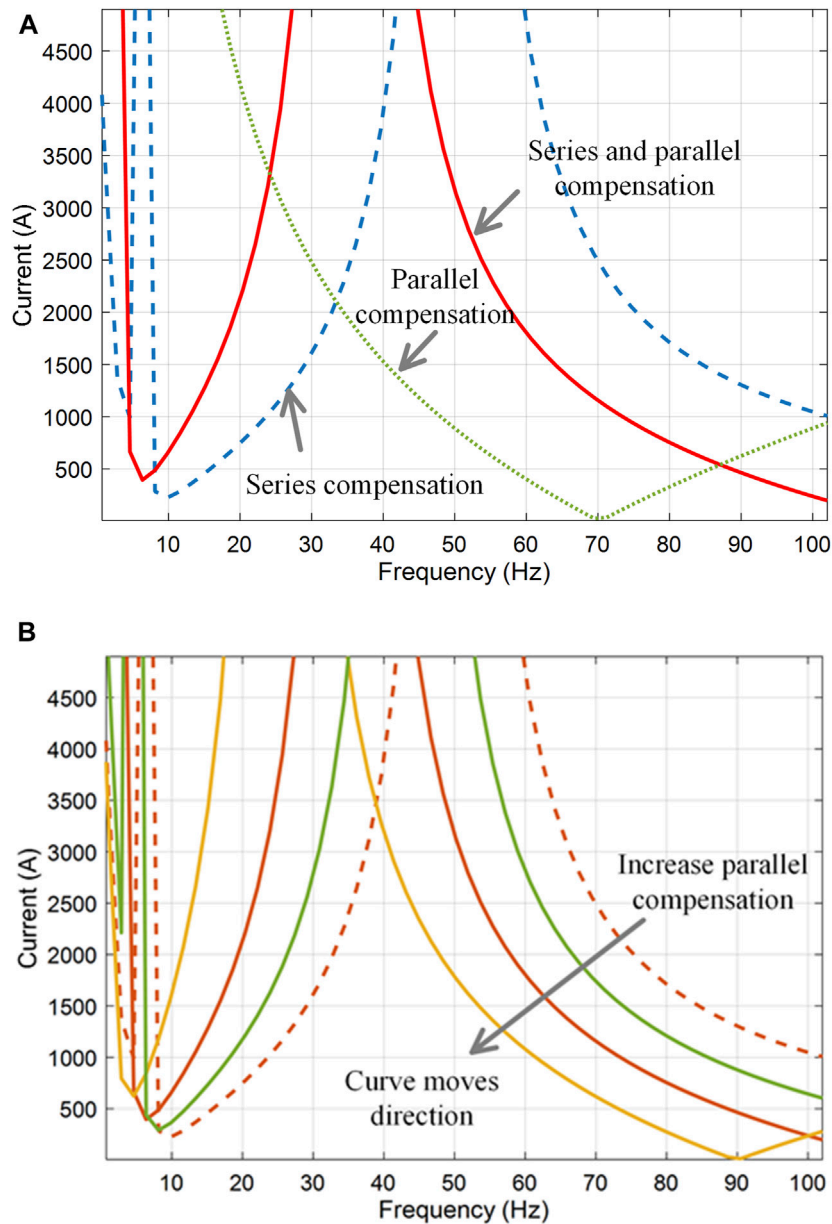 A
4500
4000
3500
3000
2500
2000
1500
1000
500
Current (A)
Series and parallel
compensation
Parallel
compensation
Series compensation
10 20 30 40 50 60 70 80 90 100
Frequency (Hz)
B
4500
4000
3500
3000
2500
2000
1500
1000
500
Current (A)
Increase parallel
compensation
Curve moves
direction
10 20 30 40 50 60 70 80 90 100
Frequency (Hz)